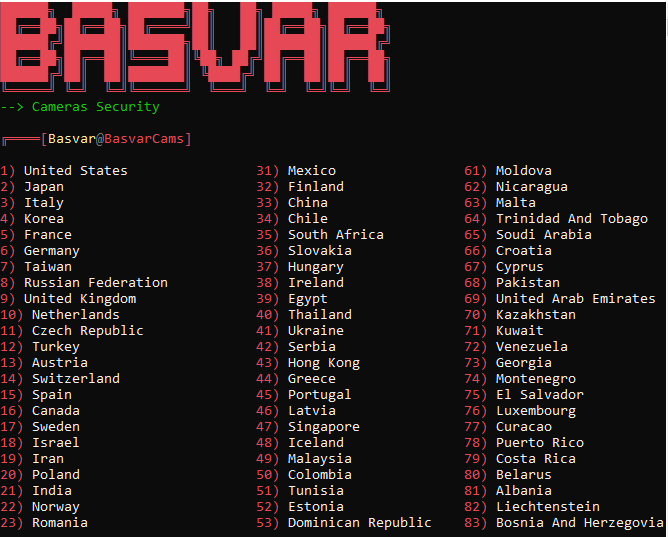 BASVAR
--> Cameras Security
[Basvar@BasvarCams]
1) United States 31) Mexico 61) Moldova
2) Japan 32) Finland 62) Nicaragua
3) Italy 33) China 63) Malta
4) Korea 34) Chile 64) Trinidad And Tobago
5) France 35) South Africa 65) Soudi Arabia
6) Germany 36) Slovakia 66) Croatia
7) Taiwan 37) Hungary 67) Cyprus
8) Russian Federation 38) Ireland 68) Pakistan
9) United Kingdom 39) Egypt 69) United Arab Emirates
10) Netherlands 40) Thailand 70) Kazakhstan
11) Czech Republic 41) Ukraine 71) Kuwait
12) Turkey 42) Serbia 72) Venezuela
13) Austria 43) Hong Kong 73) Georgia
14) Switzerland 44) Greece 74) Montenegro
15) Spain 45) Portugal 75) El Salvador
16) Canada 46) Latvia 76) Luxembourg
17) Sweden 47) Singapore 77) Curacao
18) Israel 48) Iceland 78) Puerto Rico
19) Iran 49) Malaysia 79) Costa Rica
20) Poland 50) Colombia 80) Belarus
21) India 51) Tunisia 81) Albania
22) Norway 52) Estonia 82) Liechtenstein
23) Romania 53) Dominican Republic 83) Bosnia And Herzegovia